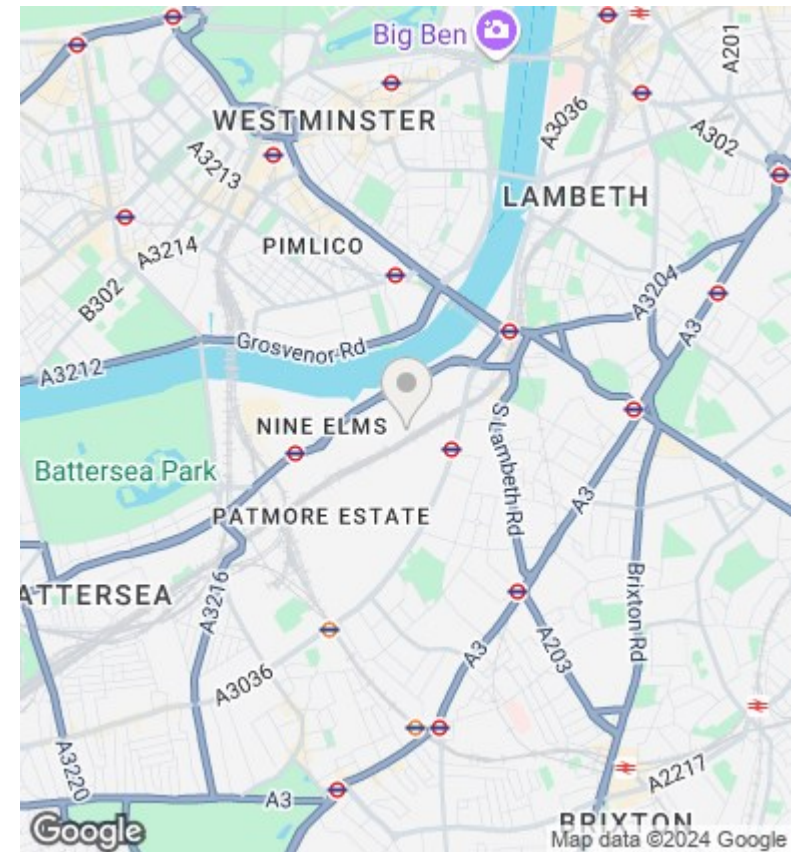 Big Ben
A201
WESTMINSTER
A3036
A302
A3213
LAMBETH
A3214
PIMLICO
B302
A3204
A3
Grosvenor Rd
A3212
NINE ELMS
S Lambeth Rd
Battersea Park
A3
PATMORE ESTATE
ATTERSEA
A3216
Brixton Rd
A203
A3
A3036
A3220
A2217
A3
BRIXTON
Google
Map data ©2024 Google